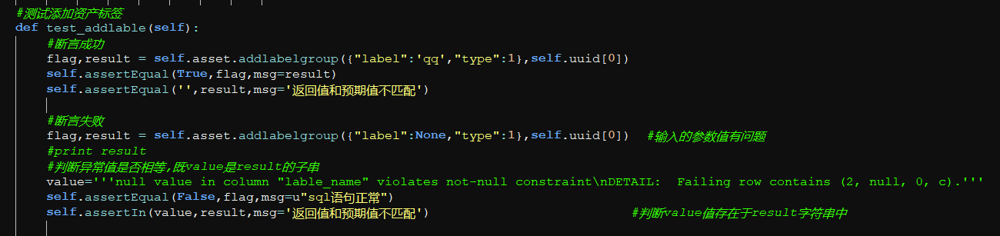 #测试添加资产标签
def test_addlable(self):
#断言成功
flag,result = self.asset.addlabelgroup({"label":'qq',"type":1},self.uuid[0])
self.assertEqual(True,flag,msg=result)
self.assertEqual('',result,msg='返回值和预期值不匹配')
#断言失败
flag,result = self.asset.addlabelgroup({"label":None,"type":1},self.uuid[0]) #输入的参数值有问题
#print result
#判断异常值是否相等,既value是result的子串
value='''null value in column "lable_name" violates not-null constraint\nDETAIL:  Failing row contains (2, null, 0, c).'''
self.assertEqual(False,flag,msg=u"sql语句正常")
self.assertIn(value,result,msg='返回值和预期值不匹配') #判断value值存在于result字符串中